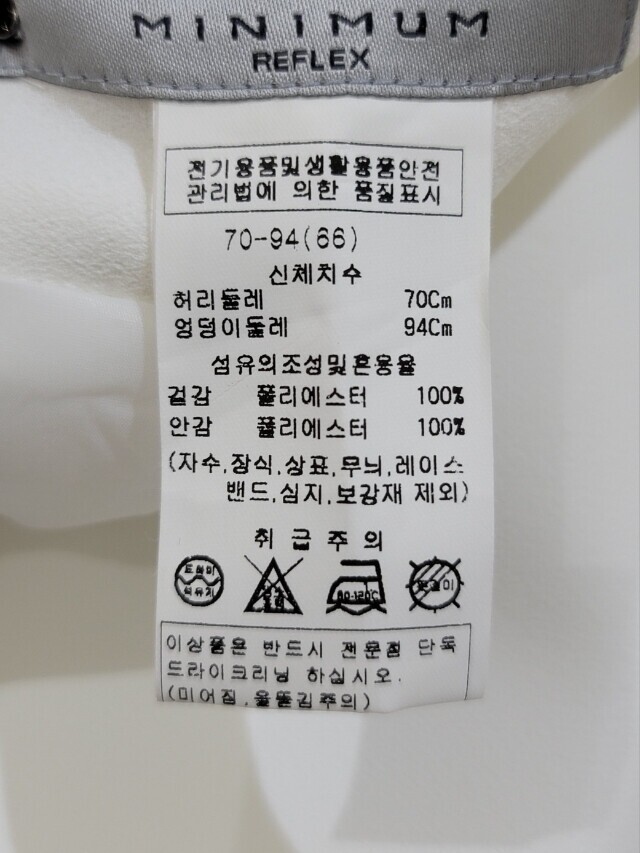 MINIMUM
REFLEX
전기용품및생활용품안전
관리법에 의한 품질표시
70-94(66)
신체치수
허리둘레 70Cm
엉덩이둘레 94Cm
섬유의조성및혼용율
겉감 폴리에스터 100%
안감 폴리에스터 100%
(자수,장식,상표,무늬,레이스
밴드,심지,보강재 제외)
취급주의
드라이
석유계
80-120℃
이상품은 반드시 전문점 단독
드라이크리닝 하십시오.
(미어짐,올뜯김주의)